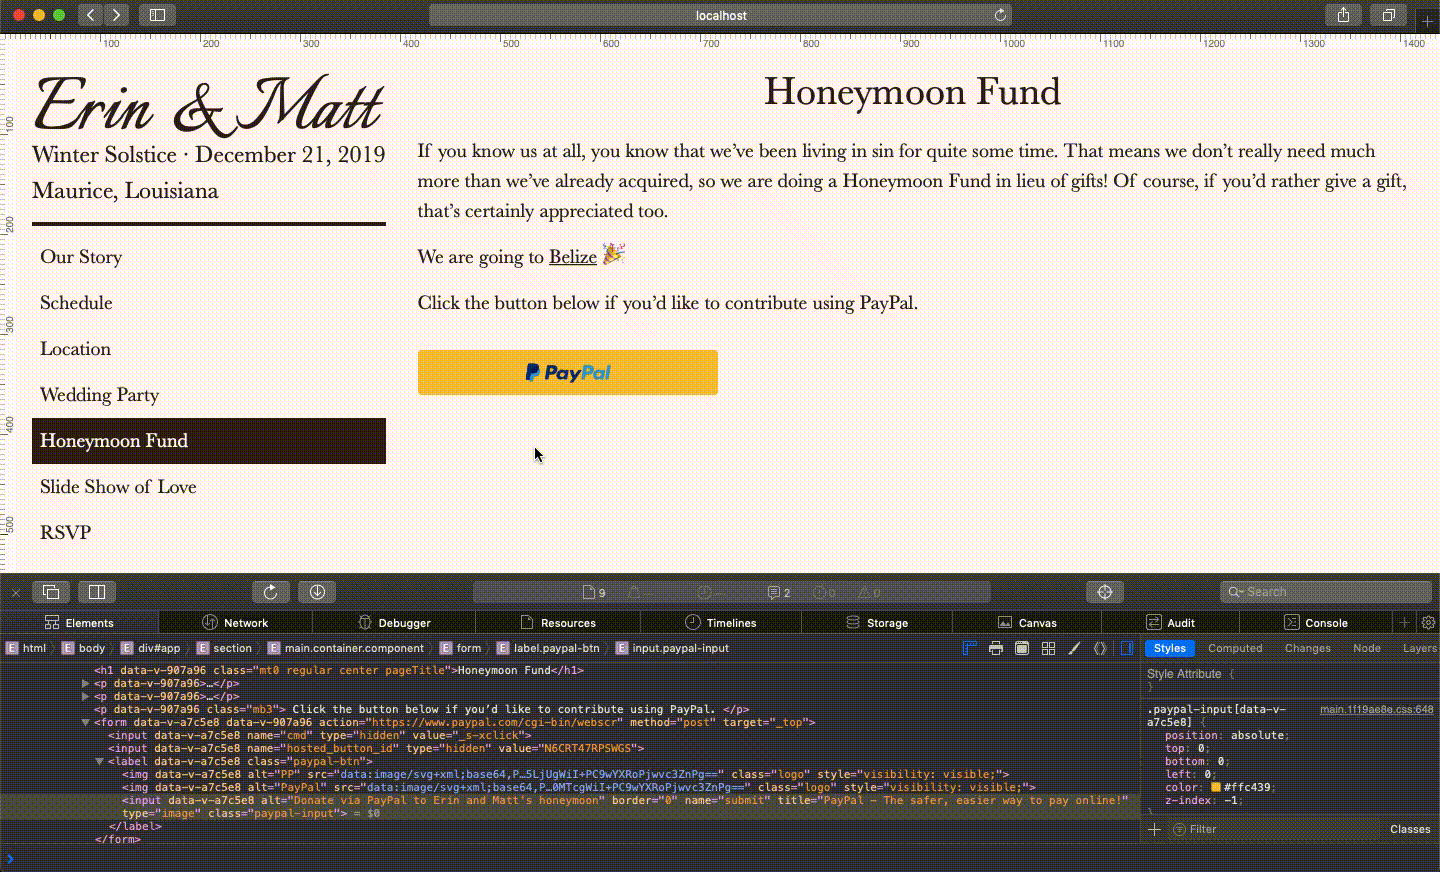 localhost
100 200 300 400 500 600 700 800 900 1000 1100 1200 1300 1400
100
200
300
400
500
Erin & Matt
Winter Solstice · December 21, 2019
Maurice, Louisiana
Our Story
Schedule
Location
Wedding Party
Honeymoon Fund
Slide Show of Love
RSVP
Honeymoon Fund
If you know us at all, you know that we’ve been living in sin for quite some time. That means we don’t really need much
more than we’ve already acquired, so we are doing a Honeymoon Fund in lieu of gifts! Of course, if you’d rather give a gift,
that’s certainly appreciated too.
We are going to Belize 🎉
Click the button below if you’d like to contribute using PayPal.
PayPal
9 2 0 0
Search
Elements Network Debugger Resources Timelines Storage Canvas Audit Console
E html E body E div#app E section E main.container.component E form E label.paypal-btn E input.paypal-input
Styles Computed Changes Node Layers
<h1 data-v-907a96 class="mt0 regular center pageTitle">Honeymoon Fund</h1>
<p data-v-907a96>…</p>
<p data-v-907a96>…</p>
<p data-v-907a96 class="mb3"> Click the button below if you’d like to contribute using PayPal. </p>
<form data-v-a7c5e8 data-v-907a96 action="https://www.paypal.com/cgi-bin/webscr" method="post" target="_top">
<input data-v-a7c5e8 name="cmd" type="hidden" value="_s-xclick">
<input data-v-a7c5e8 name="hosted_button_id" type="hidden" value="N6CRT47RPSWGS">
<label data-v-a7c5e8 class="paypal-btn">
<img data-v-a7c5e8 alt="PP" src="data:image/svg+xml;base64,P…5LjUgWiI+PC9wYXRoPjwvc3ZnPg==" class="logo" style="visibility: visible;">
<img data-v-a7c5e8 alt="PayPal" src="data:image/svg+xml;base64,P…0MTcgWiI+PC9wYXRoPjwvc3ZnPg==" class="logo" style="visibility: visible;">
<input data-v-a7c5e8 alt="Donate via PayPal to Erin and Matt's honeymoon" border="0" name="submit" title="PayPal – The safer, easier way to pay online!"
type="image" class="paypal-input"> = $0
</label>
</form>
Style Attribute {
}
.paypal-input[data-v- main.1f19ae8e.css:648
a7c5e8] {
position: absolute;
top: 0;
bottom: 0;
left: 0;
color: #ffc439;
z-index: –1;
}
Filter Classes